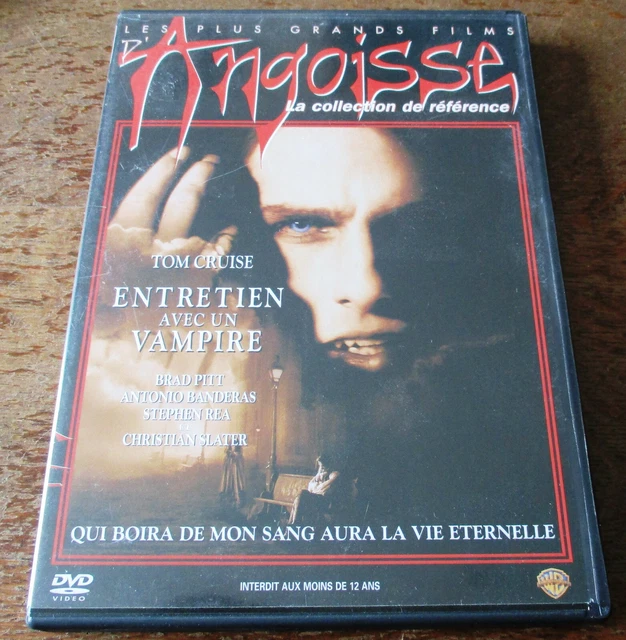 LES PLUS GRANDS FILMS
D'Angoisse
La collection de référence
TOM CRUISE
ENTRETIEN
AVEC UN
VAMPIRE
BRAD PITT
ANTONIO BANDERAS
STEPHEN REA
CHRISTIAN SLATER
QUI BOIRA DE MON SANG AURA LA VIE ETERNELLE
DVD
VIDEO
INTERDIT AUX MOINS DE 12 ANS